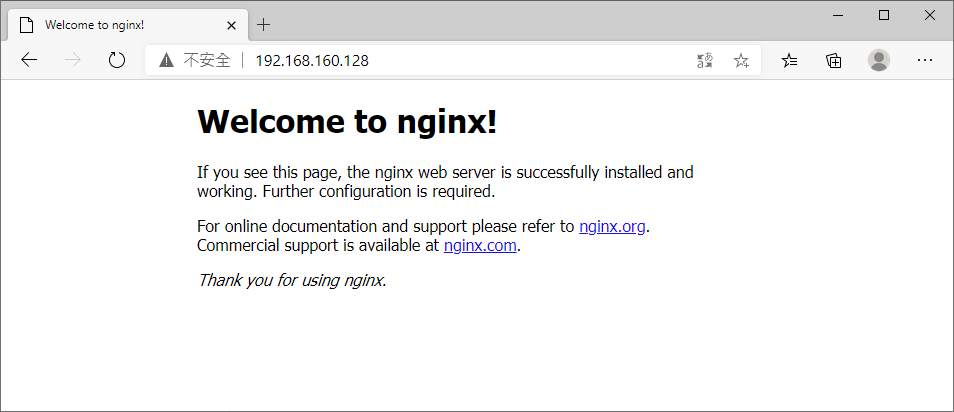 Welcome to nginx!
不安全 192.168.160.128
Welcome to nginx!
If you see this page, the nginx web server is successfully installed and
working. Further configuration is required.
For online documentation and support please refer to nginx.org.
Commercial support is available at nginx.com.
Thank you for using nginx.